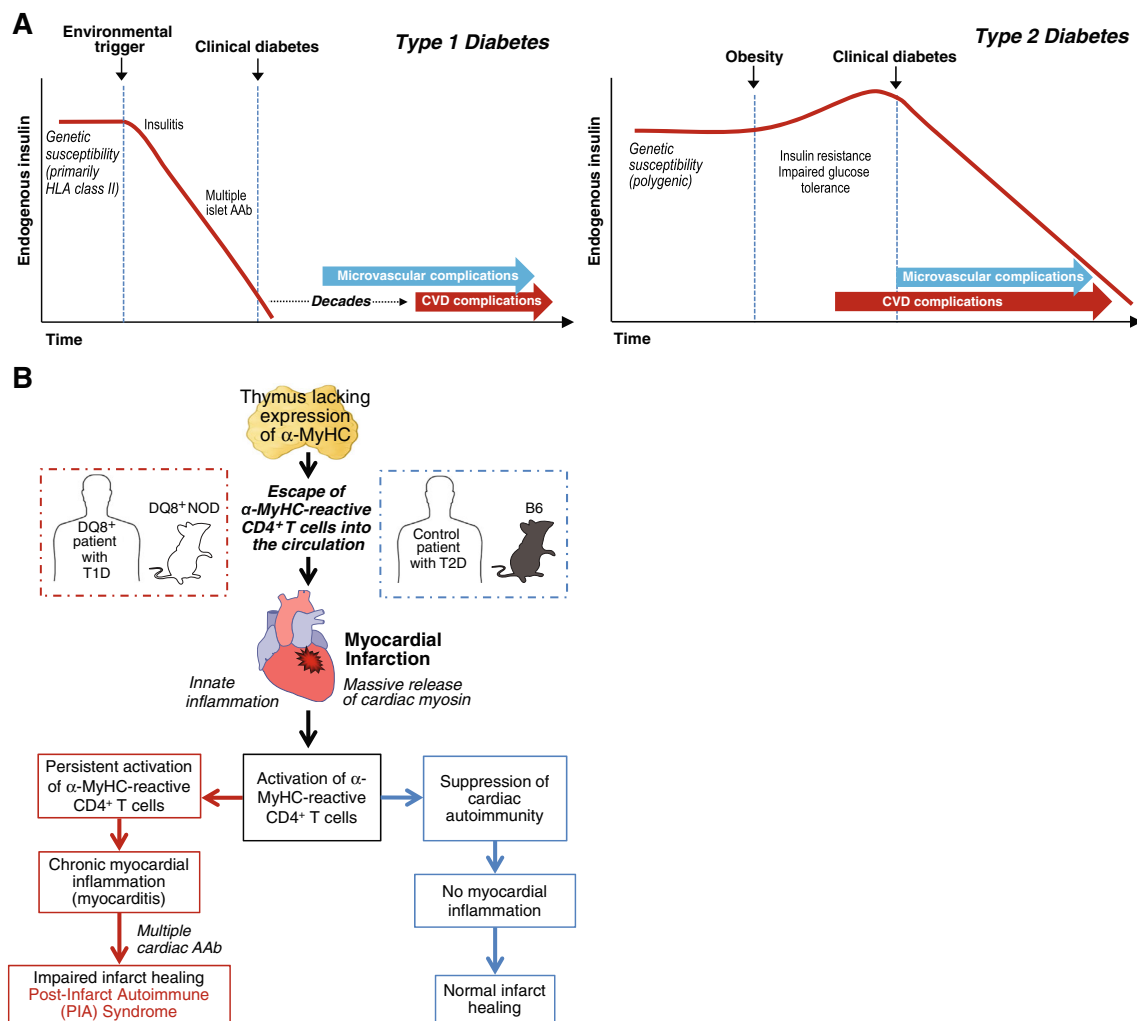 A
Environmental
trigger
Clinical diabetes
Type 1 Diabetes
Endogenous insulin
Genetic
susceptibility
(primarily
HLA class II)
Insulitis
Multiple
islet AAb
Microvascular complications
Decades
CVD complications
Time
Type 2 Diabetes
Obesity
Clinical diabetes
Endogenous insulin
Genetic
susceptibility
(polygenic)
Insulin resistance
Impaired glucose
tolerance
Microvascular complications
CVD complications
Time
B
Thymus lacking
expression
of α-MyHC
DQ8+
patient
with
T1D
DQ8+ NOD
Escape of
α-MyHC-reactive
CD4+ T cells into
the circulation
Control
patient
with T2D
B6
Myocardial
Infarction
Innate
inflammation
Massive release
of cardiac myosin
Persistent activation
of α-MyHC-reactive
CD4+ T cells
Activation of α-
MyHC-reactive
CD4+ T cells
Suppression of
cardiac
autoimmunity
Chronic myocardial
inflammation
(myocarditis)
No myocardial
inflammation
Multiple
cardiac AAb
Impaired infarct healing
Post-Infarct Autoimmune
(PIA) Syndrome
Normal infarct
healing